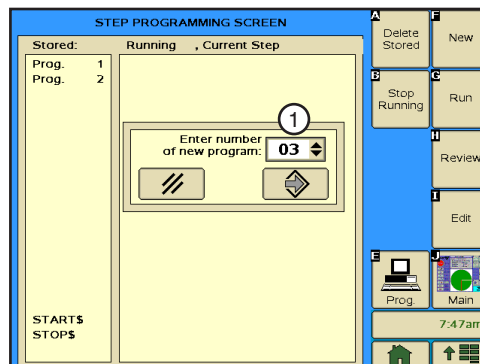 STEP PROGRAMMING SCREEN
Stored:
Running , Current Step
Prog. 1
Prog. 2
START$
STOP$
1
Enter number
of new program:
03
A
Delete
Stored
F
New
B
Stop
Running
G
Run
H
Review
I
Edit
E
Prog.
J
Main
7:47am